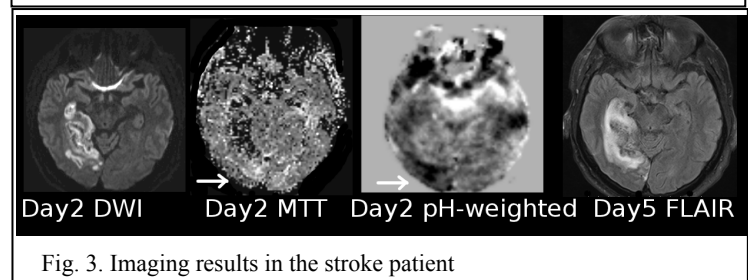 Day2 DWI Day2 MTT Day2 pH-weighted Day5 FLAIR
Fig. 3. Imaging results in the stroke patient